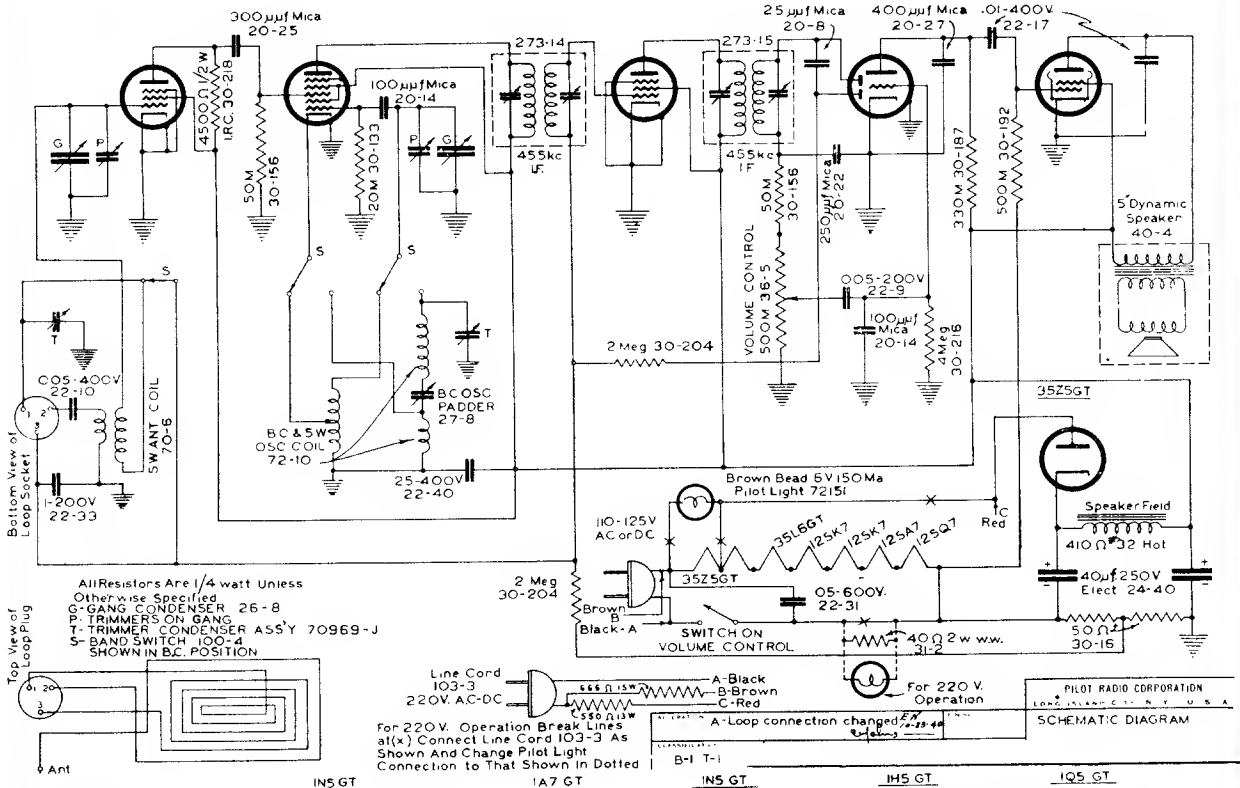 300µµf Mica
20-25
25µµf Mica
20-8
400µµf Mica
20-27
.01-400V.
22-17
4500Ω 1/2W
I.R.C. 30-218
273-14
273-15
100µµf Mica
20-14
G
P
P
G
50M
30-156
20M 30-133
455kc
I.F.
455kc
I.F.
50M
30-156
250µµf Mica
20-22
330M 30-187
500M 30-192
5" Dynamic
Speaker
40-4
S
S
S
T
T
VOLUME CONTROL
500M 36-5
005-200V
22-9
100µµf
Mica
20-14
4Meg
30-216
2 Meg 30-204
005-400V
22-10
1 2
3
SW ANT COIL
70-6
BC OSC
PADDER
27-8
BC & SW
OSC COIL
72-10
35Z5GT
Bottom View of
Loop Socket
1-200V
22-33
25-400V
22-40
Brown Bead 6V 150Ma
Pilot Light 72151
C
Red
110-125V
AC or DC
35L6GT
12SK7
12SK7
12SA7
12SQ7
35Z5GT
Speaker Field
410Ω #32 Hot
40µf.250V
Elect 24-40
2 Meg
30-204
Brown
B
Black-A
05-600V.
22-31
SWITCH ON
VOLUME CONTROL
40Ω 2w w.w.
31-2
50Ω
30-16
All Resistors Are 1/4 watt Unless
Otherwise Specified
G-GANG CONDENSER 26-8
P-TRIMMERS ON GANG
T-TRIMMER CONDENSER ASS'Y 70969-J
S-BAND SWITCH 100-4
SHOWN IN B.C. POSITION
Top View of
Loop Plug
1 2
3
Ant
Line Cord
103-3
220V. A.C-DC
666Ω 15W
550Ω 13W
A-Black
B-Brown
C-Red
For 220 V.
Operation
For 220V. Operation Break Lines
at(x) Connect Line Cord 103-3 As
Shown And Change Pilot Light
Connection to That Shown In Dotted
A-Loop connection changed
B-1 T-1
PILOT RADIO CORPORATION
LONG ISLAND CITY N.Y. U.S.A.
SCHEMATIC DIAGRAM
1N5 GT
1A7 GT
1N5 GT
1H5 GT
1Q5 GT